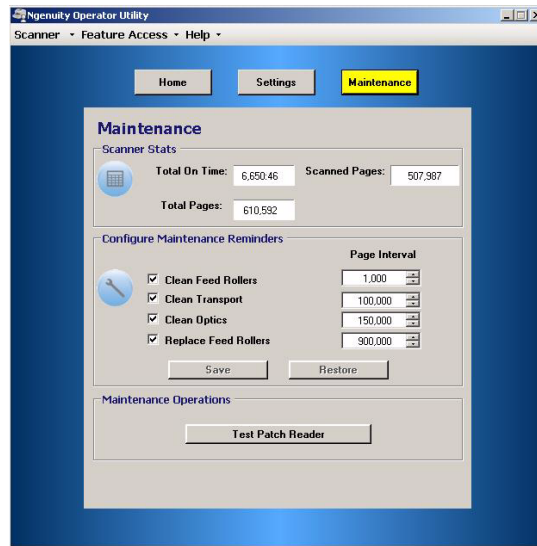 Ngenuity Operator Utility
Scanner Feature Access Help
Home Settings Maintenance
Maintenance
Scanner Stats
Total On Time: 6,650:46 Scanned Pages: 507,987
Total Pages: 610,592
Configure Maintenance Reminders
Page Interval
Clean Feed Rollers 1,000
Clean Transport 100,000
Clean Optics 150,000
Replace Feed Rollers 900,000
Save Restore
Maintenance Operations
Test Patch Reader